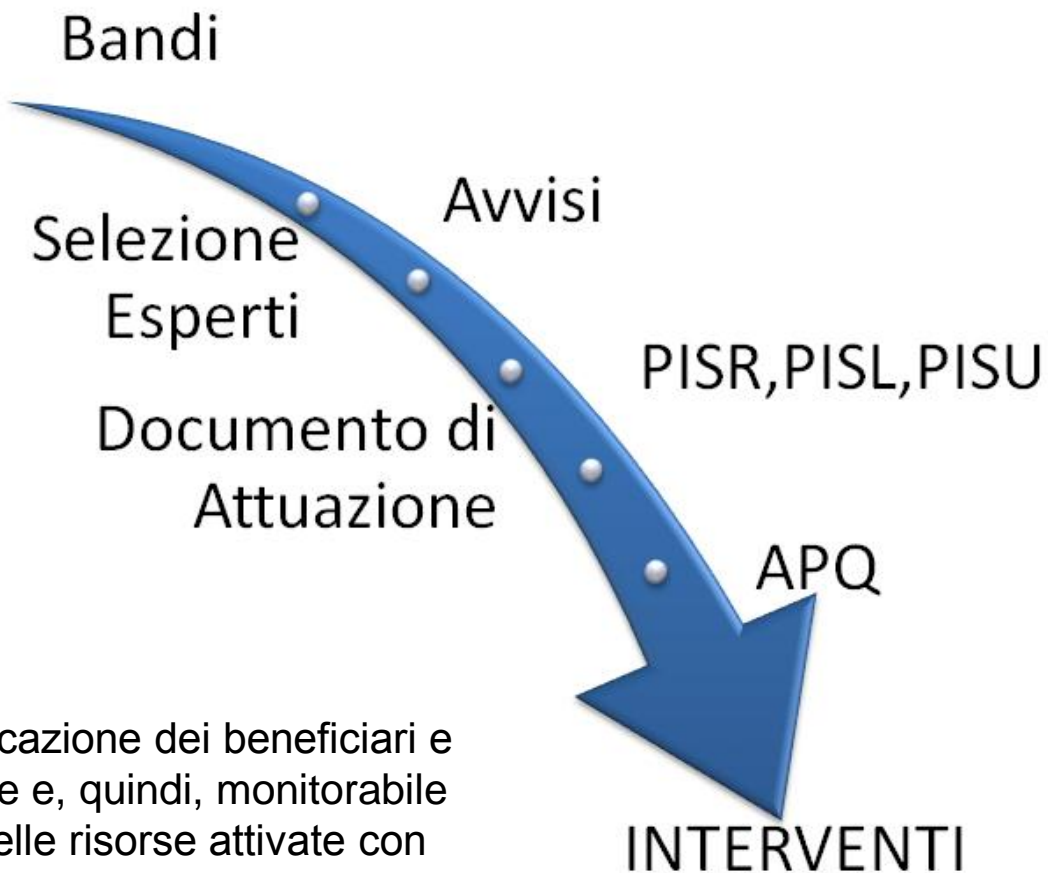 Bandi
Avvisi
Selezione
Esperti
PISR,PISL,PISU
Documento di
Attuazione
APQ
cazione dei beneficiari e
e e, quindi, monitorabile
elle risorse attivate con
INTERVENTI